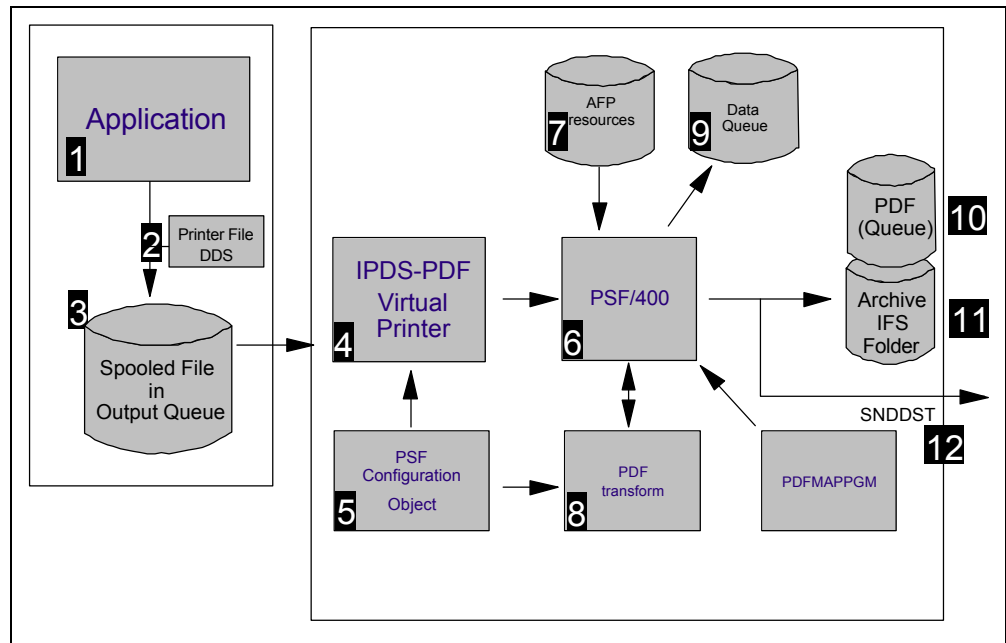 Application
1
2
Printer File
DDS
3
Spooled File
in
Output Queue
AFP
resources
7
Data
Queue
9
IPDS-PDF
Virtual
Printer
4
PSF/400
6
PDF
(Queue)
10
Archive
IFS
Folder
11
SNDDST
12
PSF
Configuration
Object
5
PDF
transform
8
PDFMAPPGM